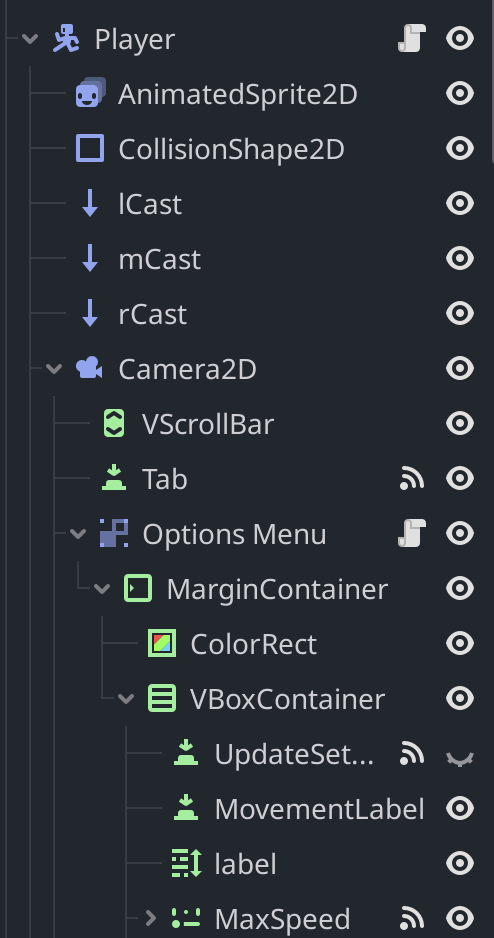 Player
AnimatedSprite2D
CollisionShape2D
lCast
mCast
rCast
Camera2D
VScrollBar
Tab
Options Menu
MarginContainer
ColorRect
VBoxContainer
UpdateSet...
MovementLabel
label
MaxSpeed